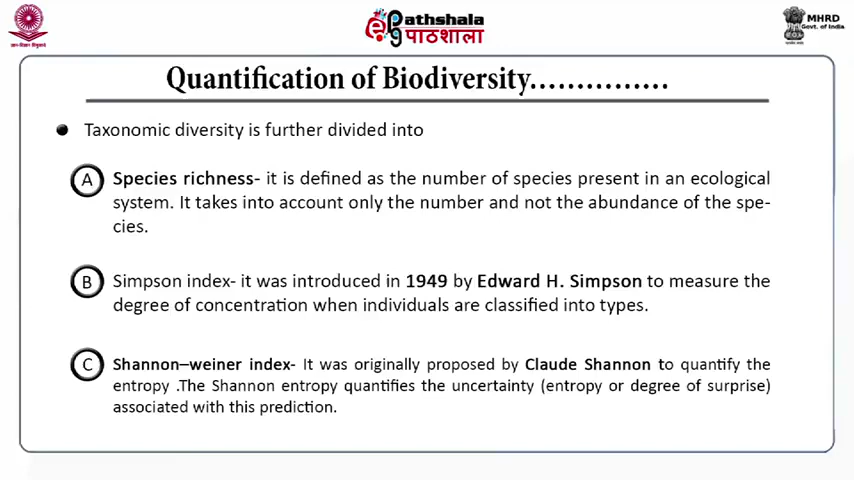 Pathshala
पाठशाला
MHRD
Govt. of India
Quantification of Biodiversity...............
Taxonomic diversity is further divided into
A Species richness- it is defined as the number of species present in an ecological
system. It takes into account only the number and not the abundance of the spe-
cies.
B Simpson index- it was introduced in 1949 by Edward H. Simpson to measure the
degree of concentration when individuals are classified into types.
C Shannon–weiner index- It was originally proposed by Claude Shannon to quantify the
entropy .The Shannon entropy quantifies the uncertainty (entropy or degree of surprise)
associated with this prediction.